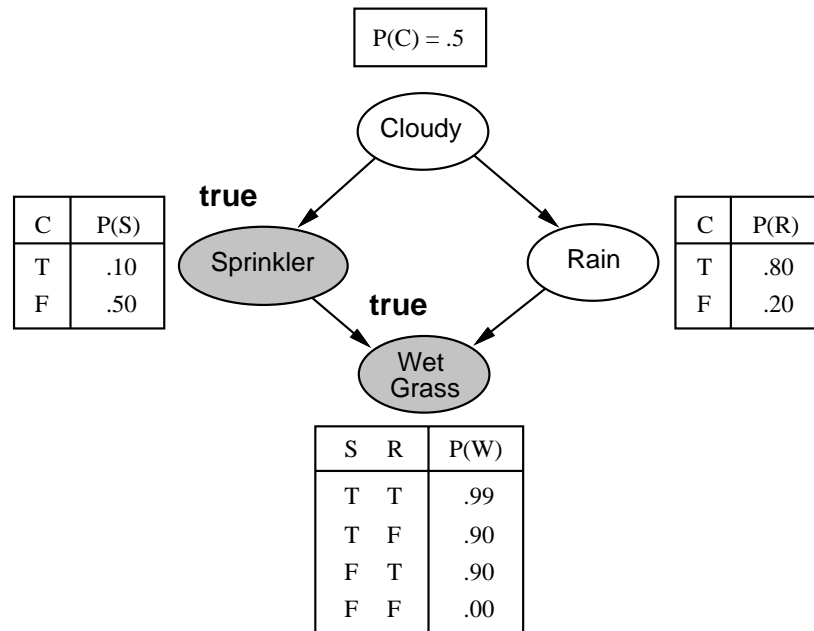 P(C) = .5
Cloudy
true
C P(S)
T .10
F .50
Sprinkler
Rain
C P(R)
T .80
F .20
true
Wet
Grass
S R P(W)
T T .99
T F .90
F T .90
F F .00